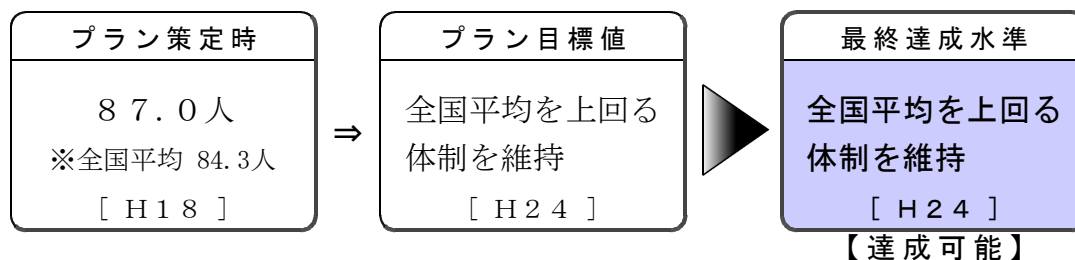 プラン策定時
８７.０人
※全国平均 84.3人
［Ｈ１８］
⇒
プラン目標値
全国平均を上回る
体制を維持
［Ｈ２４］
最終達成水準
全国平均を上回る
体制を維持
［Ｈ２４］
【達成可能】